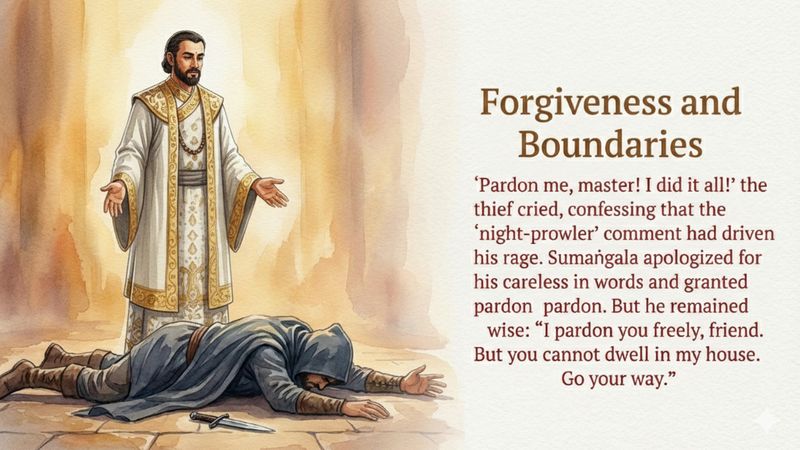 Forgiveness and
Boundaries
‘Pardon me, master! I did it all!’ the
thief cried, confessing that the
‘night-prowler’ comment had driven
his rage. Sumaṅgala apologized for
his careless in words and granted
pardon pardon. But he remained
wise: “I pardon you freely, friend.
But you cannot dwell in my house.
Go your way.”